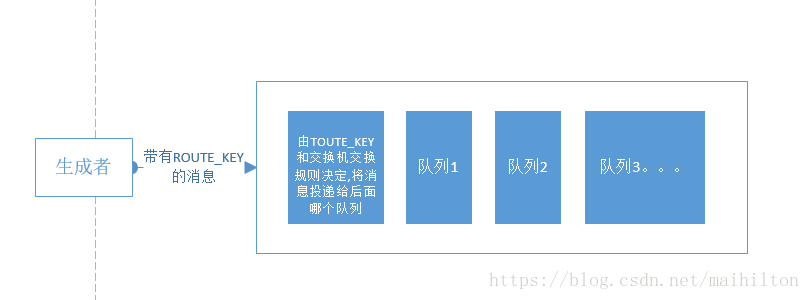 生成者
带有ROUTE_KEY
的消息
由TOUTE_KEY
和交换机交换
规则决定,将消
息投递给后面
哪个队列
队列1
队列2
队列3。。。
https://blog.csdn.net/maihilton